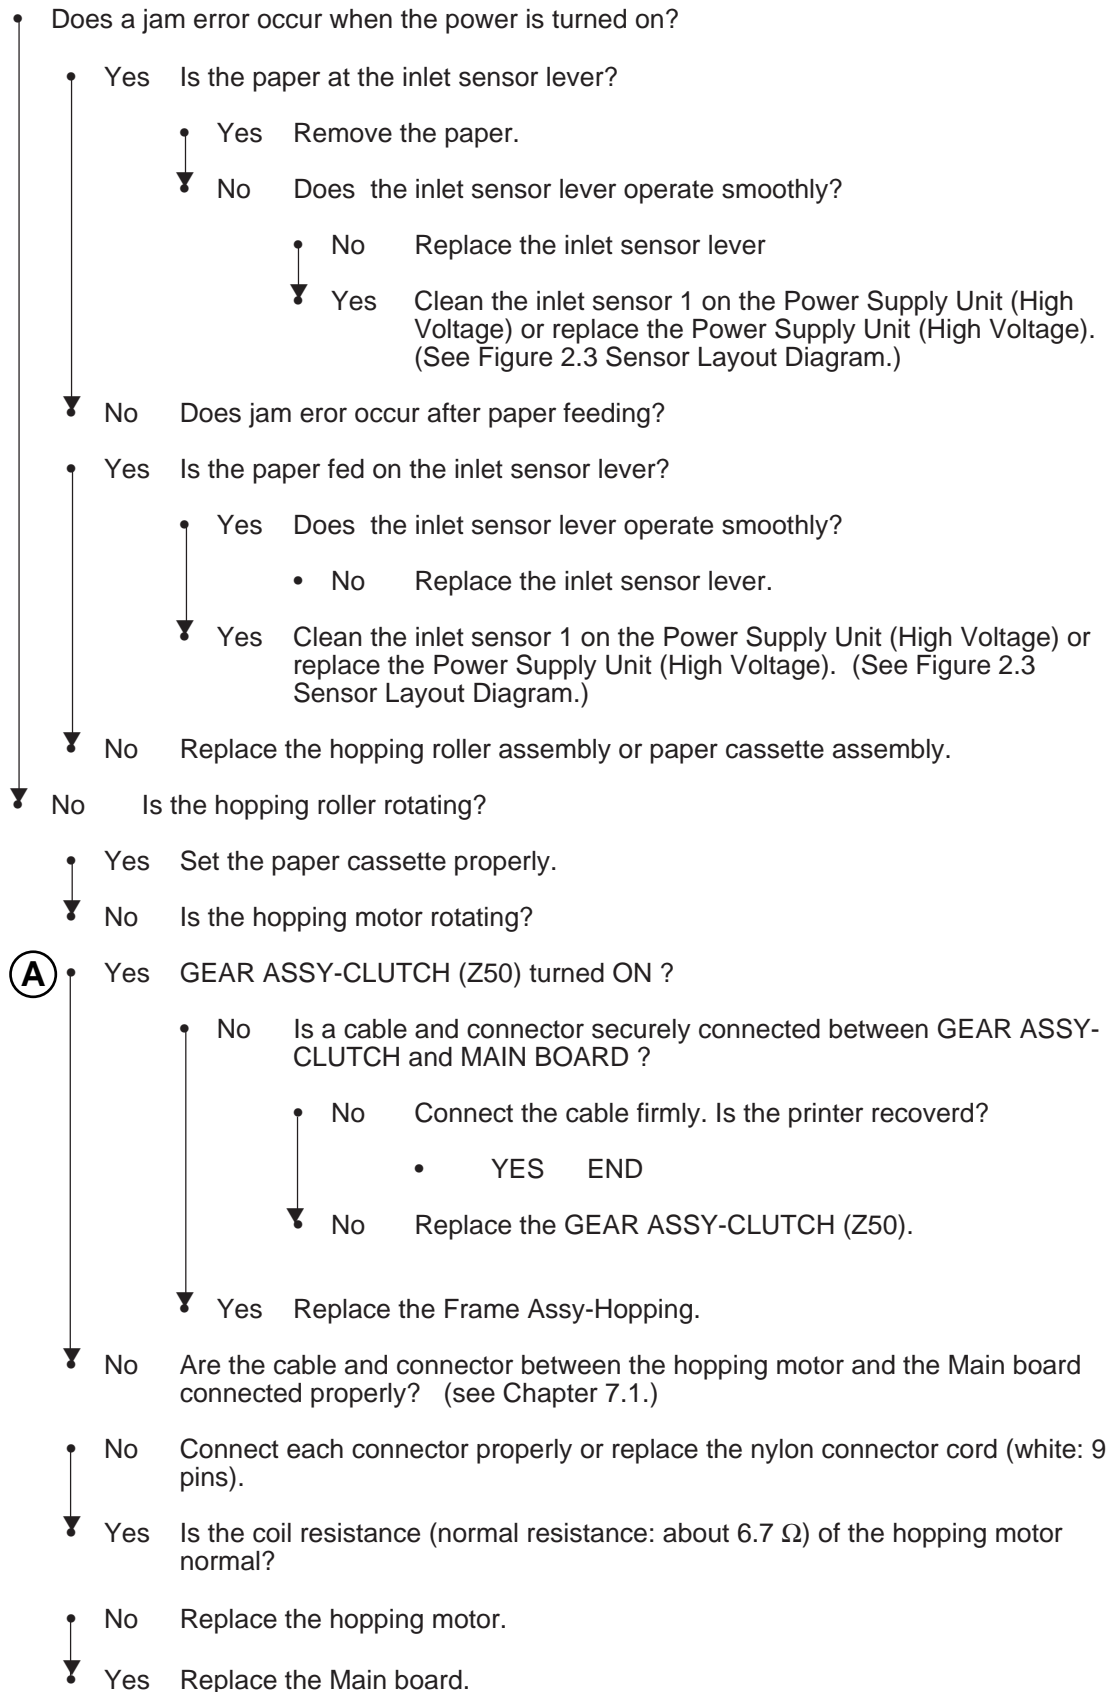 Does a jam error occur when the power is turned on?
Yes Is the paper at the inlet sensor lever?
Yes Remove the paper.
No Does the inlet sensor lever operate smoothly?
No Replace the inlet sensor lever
Yes Clean the inlet sensor 1 on the Power Supply Unit (High
Voltage) or replace the Power Supply Unit (High Voltage).
(See Figure 2.3 Sensor Layout Diagram.)
No Does jam eror occur after paper feeding?
Yes Is the paper fed on the inlet sensor lever?
Yes Does the inlet sensor lever operate smoothly?
No Replace the inlet sensor lever.
Yes Clean the inlet sensor 1 on the Power Supply Unit (High Voltage) or
replace the Power Supply Unit (High Voltage). (See Figure 2.3
Sensor Layout Diagram.)
No Replace the hopping roller assembly or paper cassette assembly.
No Is the hopping roller rotating?
Yes Set the paper cassette properly.
No Is the hopping motor rotating?
A Yes GEAR ASSY-CLUTCH (Z50) turned ON ?
No Is a cable and connector securely connected between GEAR ASSY-
CLUTCH and MAIN BOARD ?
No Connect the cable firmly. Is the printer recoverd?
YES END
No Replace the GEAR ASSY-CLUTCH (Z50).
Yes Replace the Frame Assy-Hopping.
No Are the cable and connector between the hopping motor and the Main board
connected properly? (see Chapter 7.1.)
No Connect each connector properly or replace the nylon connector cord (white: 9
pins).
Yes Is the coil resistance (normal resistance: about 6.7 Ω) of the hopping motor
normal?
No Replace the hopping motor.
Yes Replace the Main board.